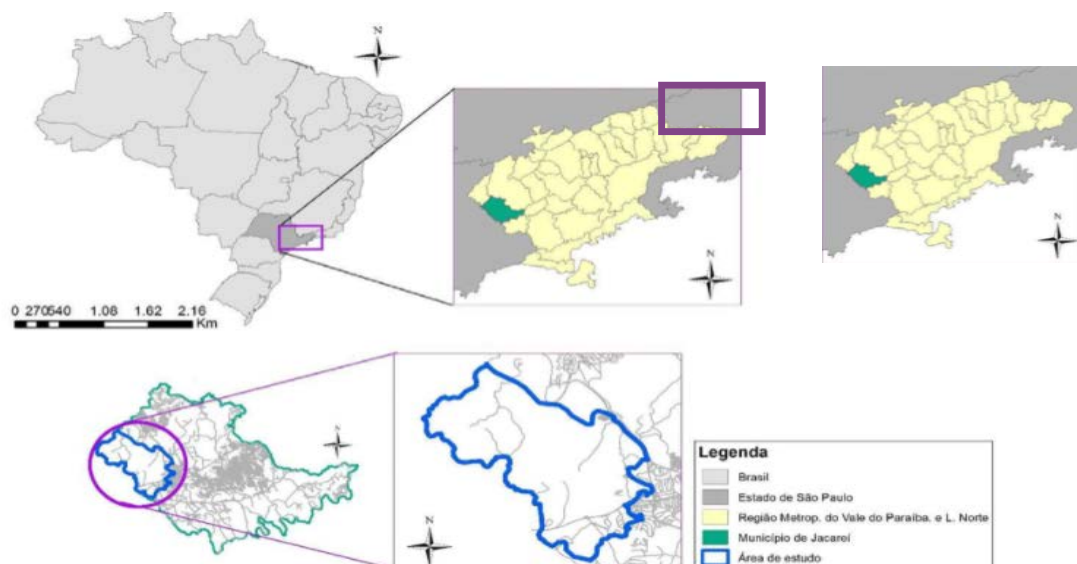 N
N
N
0 270540 1.08 1.62 2.16
Km
N
N
Legenda
Brasil
Estado de São Paulo
Região Metrop. do Vale do Paraíba. e L. Norte
Município de Jacareí
Área de estudo